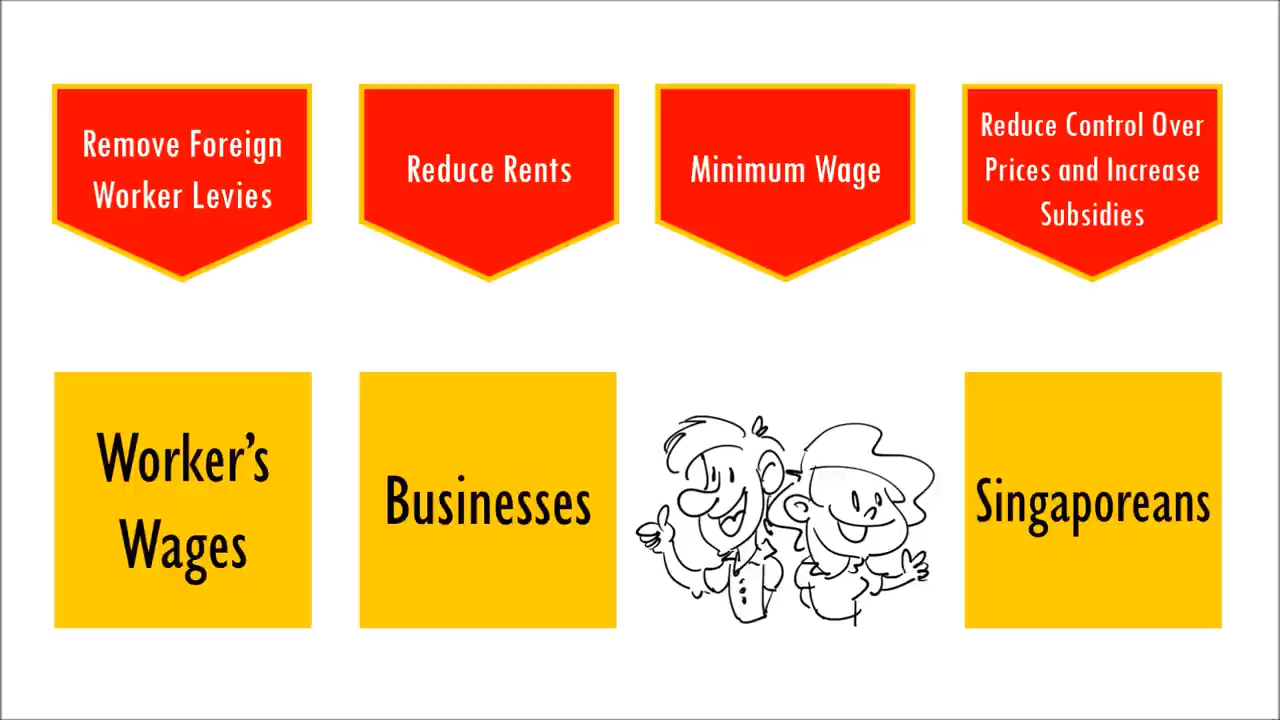 Remove Foreign
Worker Levies
Reduce Rents
Minimum Wage
Reduce Control Over
Prices and Increase
Subsidies
Worker's
Wages
Businesses
Singaporeans